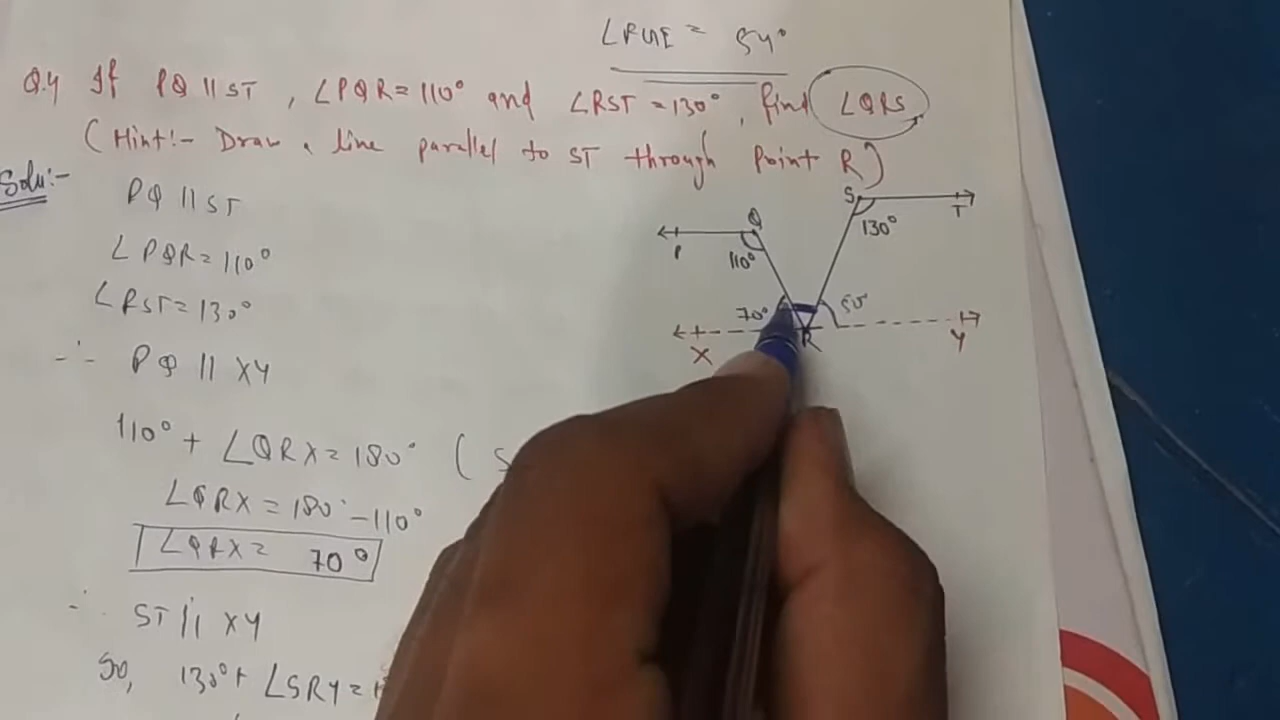 ∠FGE = 54°
Q.4 If PQ || ST , ∠PQR = 110° and ∠RST = 130° , find ∠QRS
(Hint:- Draw a line parallel to ST through Point R)
Solu:-
PQ || ST
∠PQR = 110°
∠RST = 130°
∴ PQ || XY
110° + ∠QRX = 180° (
∠QRX = 180° - 110°
∠QRX = 70°
∴ ST || XY
So, 130° + ∠SRY =
S
T
130°
Q
P
110°
70°
50°
X
R
Y